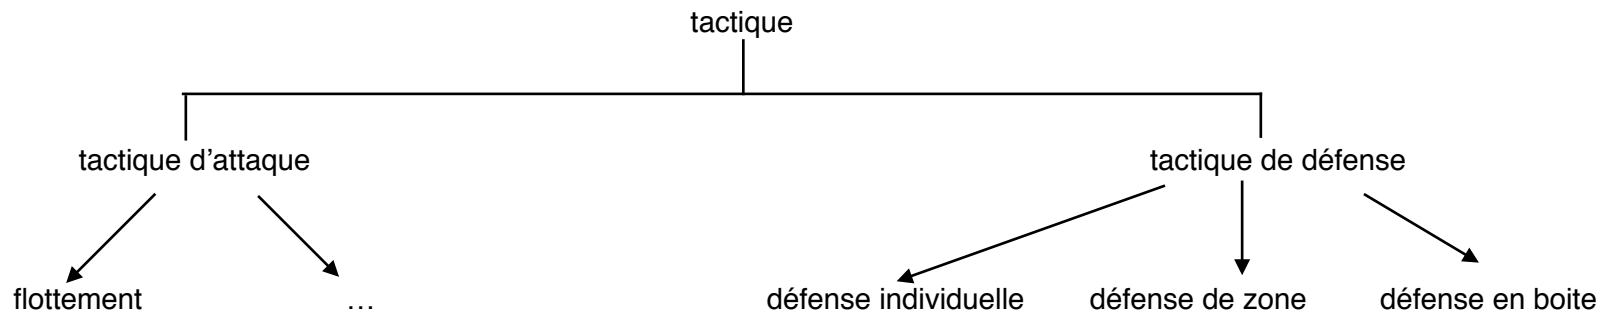 tactique
tactique d’attaque
tactique de défense
flottement
…
défense individuelle
défense de zone
défense en boite